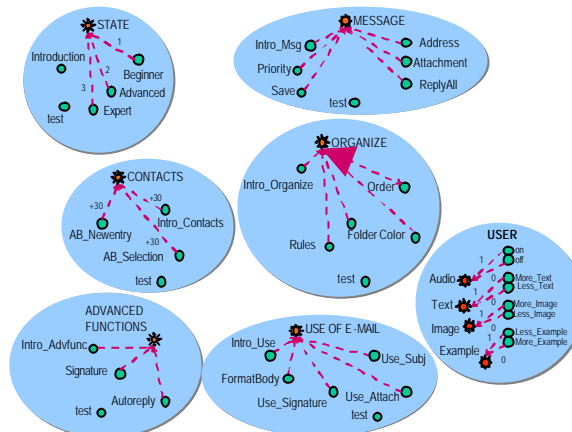 STATE
1
Introduction
2
Beginner
3
Advanced
test
Expert
MESSAGE
Intro_Msg
Address
Priority
Attachment
Save
ReplyAll
test
CONTACTS
+30
+30
Intro_Contacts
AB_Newentry
+30
AB_Selection
test
ORGANIZE
Intro_Organize
Order
Folder Color
Rules
test
USER
on
1
off
Audio
0
More_Text
1
Less_Text
Text
0
More_Image
1
Less_Image
Image
0
Less_Example
1
More_Example
Example
0
ADVANCED
FUNCTIONS
Intro_Advfunc
Signature
Autoreply
test
USE OF E-MAIL
Intro_Use
Use_Subj
FormatBody
Use_Signature
Use_Attach
test